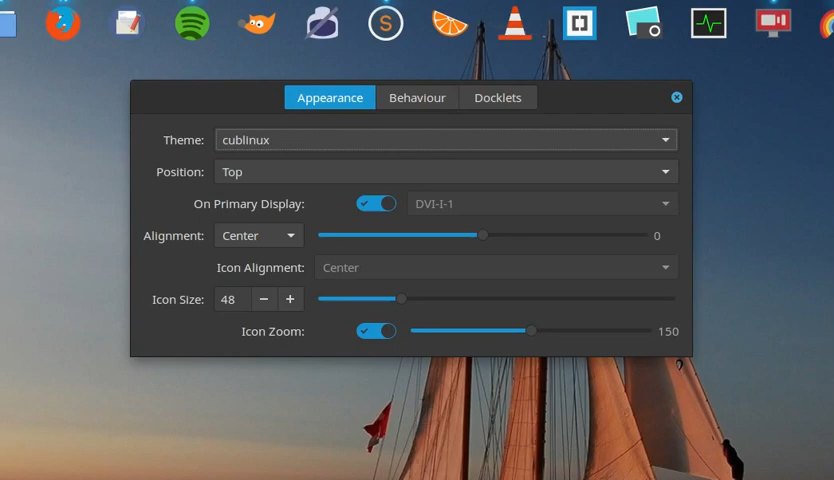 S
Appearance Behaviour Docklets
Theme: cublinux
Position: Top
On Primary Display: DVI-I-1
Alignment: Center 0
Icon Alignment: Center
Icon Size: 48 − +
Icon Zoom: 150